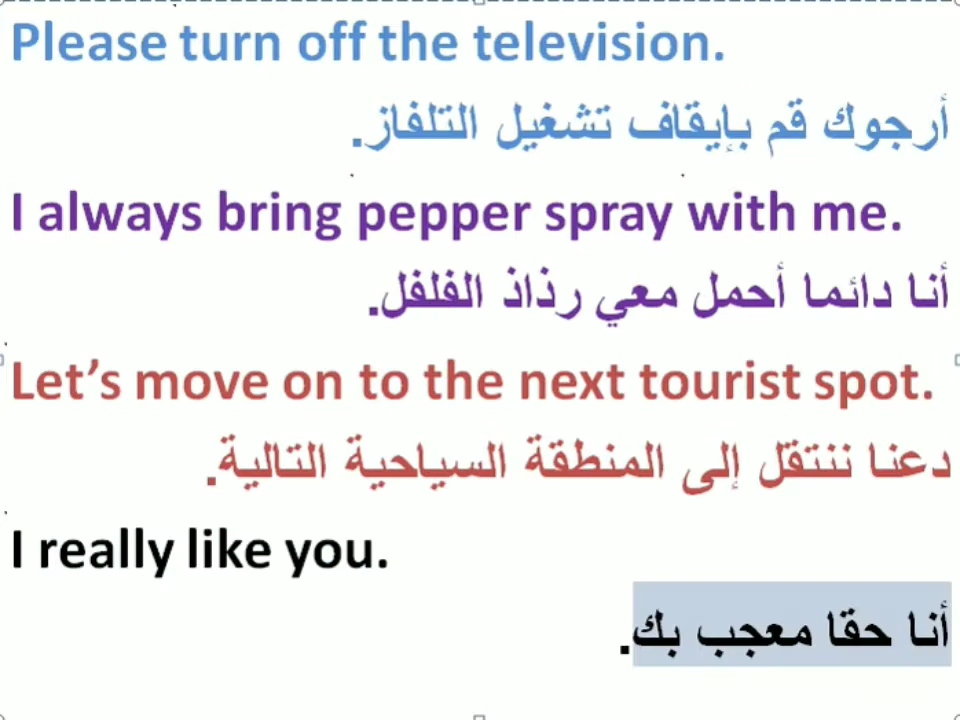 Please turn off the television.
أرجوك قم بإيقاف تشغيل التلفاز.
I always bring pepper spray with me.
أنا دائما أحمل معي رذاذ الفلفل.
Let’s move on to the next tourist spot.
دعنا ننتقل إلى المنطقة السياحية التالية.
I really like you.
أنا حقا معجب بك.